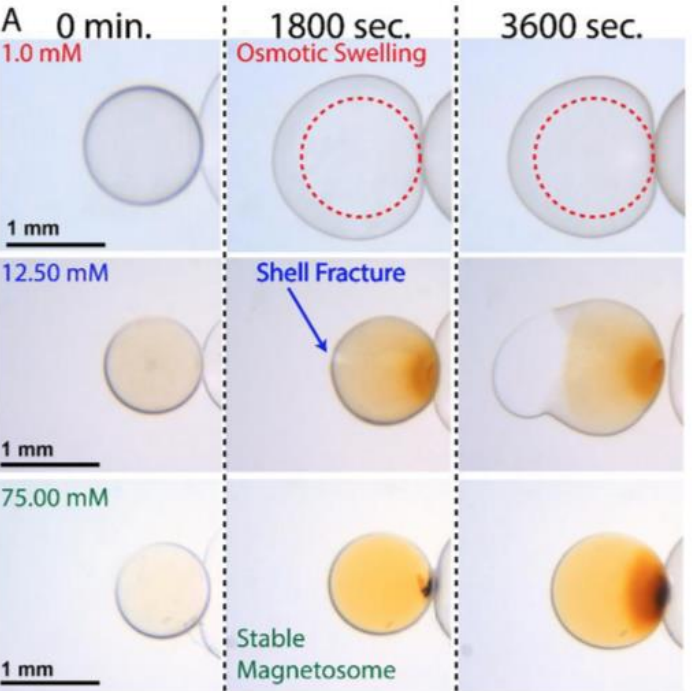 A
0 min.
1800 sec.
3600 sec.
1.0 mM
Osmotic Swelling
1 mm
12.50 mM
Shell Fracture
1 mm
75.00 mM
Stable
Magnetosome
1 mm